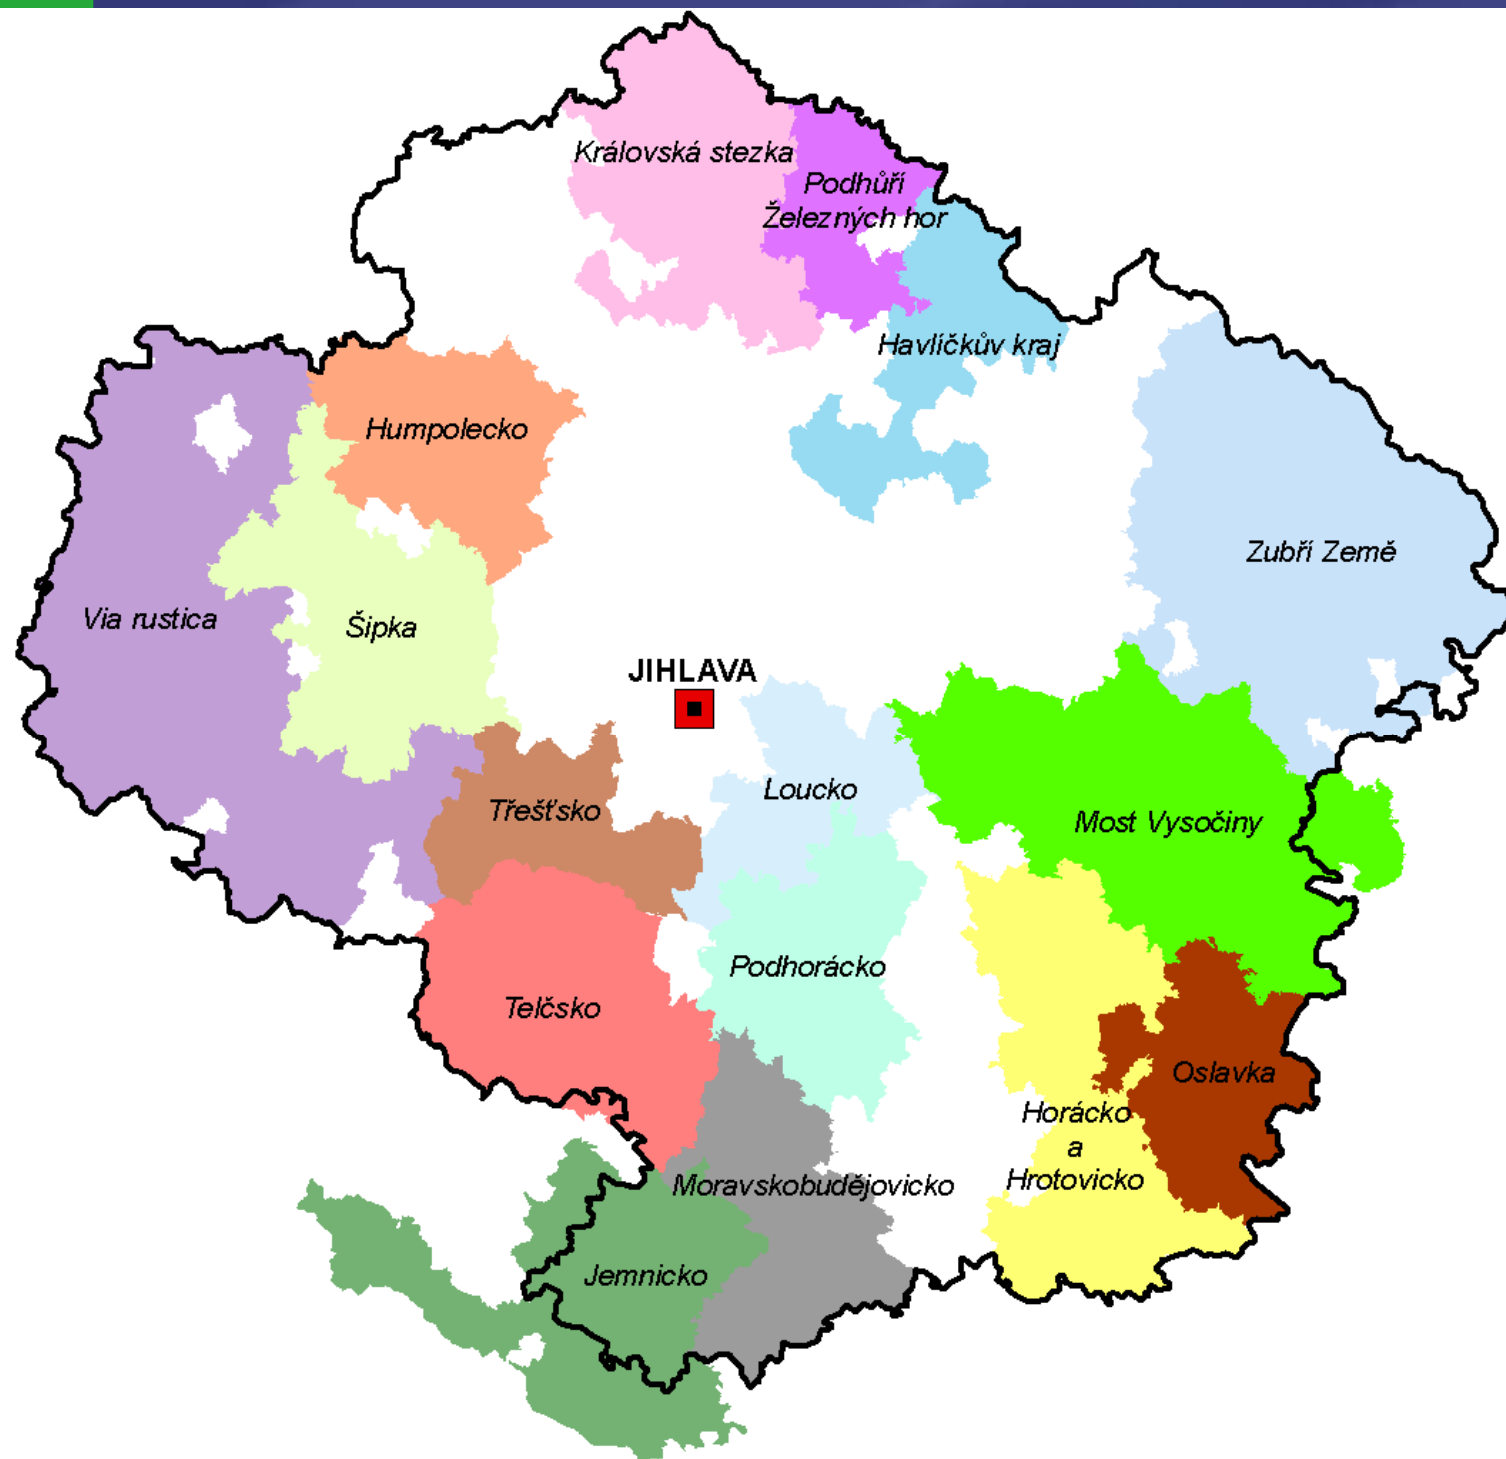 Královská stezka
Podhůří
Železných hor
Havlíčkův kraj
Humpolecko
Zubří Země
Via rustica
Šipka
JIHLAVA
Loucko
Třešťsko
Most Vysočiny
Podhorácko
Telčsko
Oslavka
Horácko
a
Hrotovicko
Moravskobudějovicko
Jemnicko